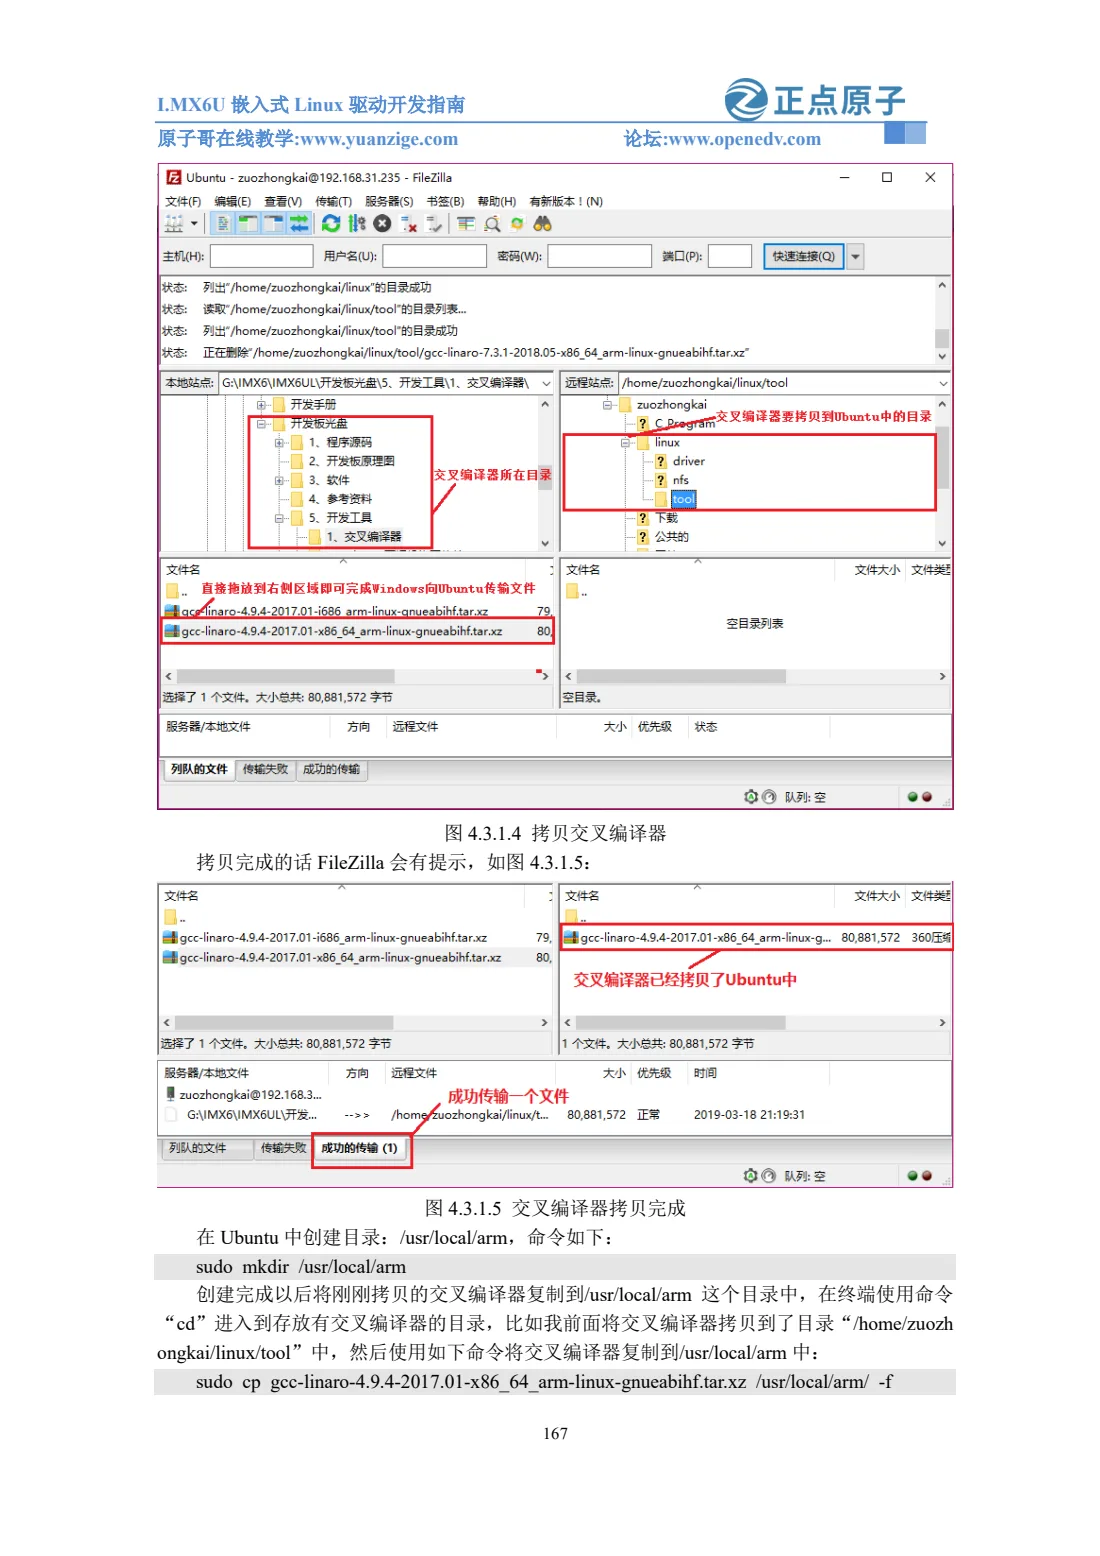 I.MX6U 嵌入式 Linux 驱动开发指南
正点原子
原子哥在线教学:www.yuanzige.com 论坛:www.openedv.com
Ubuntu - zuozhongkai@192.168.31.235 - FileZilla
文件(F) 编辑(E) 查看(V) 传输(T) 服务器(S) 书签(B) 帮助(H) 有新版本！(N)
主机(H): 用户名(U): 密码(W): 端口(P): 快速连接(Q)
状态: 列出"/home/zuozhongkai/linux"的目录成功
状态: 读取"/home/zuozhongkai/linux/tool"的目录列表...
状态: 列出"/home/zuozhongkai/linux/tool"的目录成功
状态: 正在删除"/home/zuozhongkai/linux/tool/gcc-linaro-7.3.1-2018.05-x86_64_arm-linux-gnueabihf.tar.xz"
本地站点: G:\IMX6\IMX6UL\开发板光盘\5、开发工具\1、交叉编译器\
开发手册
开发板光盘
1、程序源码
2、开发板原理图
3、软件
4、参考资料
5、开发工具
1、交叉编译器
交叉编译器所在目录
远程站点: /home/zuozhongkai/linux/tool
zuozhongkai
C_Program
交叉编译器要拷贝到Ubuntu中的目录
linux
driver
nfs
tool
下载
公共的
文件名
..
直接拖放到右侧区域即可完成Windows向Ubuntu传输文件
gcc-linaro-4.9.4-2017.01-i686_arm-linux-gnueabihf.tar.xz 79,
gcc-linaro-4.9.4-2017.01-x86_64_arm-linux-gnueabihf.tar.xz 80,
选择了 1 个文件。大小总共: 80,881,572 字节
文件名 文件大小 文件类型
..
空目录列表
空目录。
服务器/本地文件 方向 远程文件 大小 优先级 状态
列队的文件 传输失败 成功的传输
队列: 空
图 4.3.1.4 拷贝交叉编译器
拷贝完成的话 FileZilla 会有提示，如图 4.3.1.5：
文件名
..
gcc-linaro-4.9.4-2017.01-i686_arm-linux-gnueabihf.tar.xz 79,
gcc-linaro-4.9.4-2017.01-x86_64_arm-linux-gnueabihf.tar.xz 80,
选择了 1 个文件。大小总共: 80,881,572 字节
文件名 文件大小 文件类型
..
gcc-linaro-4.9.4-2017.01-x86_64_arm-linux-g... 80,881,572 360压缩
交叉编译器已经拷贝了Ubuntu中
1 个文件。大小总共: 80,881,572 字节
服务器/本地文件 方向 远程文件 大小 优先级 时间
zuozhongkai@192.168.3...
成功传输一个文件
G:\IMX6\IMX6UL\开发... -->> /home/zuozhongkai/linux/t... 80,881,572 正常 2019-03-18 21:19:31
列队的文件 传输失败 成功的传输 (1)
队列: 空
图 4.3.1.5 交叉编译器拷贝完成
在 Ubuntu 中创建目录：/usr/local/arm，命令如下：
sudo mkdir /usr/local/arm
创建完成以后将刚刚拷贝的交叉编译器复制到/usr/local/arm 这个目录中，在终端使用命令
“cd”进入到存放有交叉编译器的目录，比如我前面将交叉编译器拷贝到了目录“/home/zuozh
ongkai/linux/tool”中，然后使用如下命令将交叉编译器复制到/usr/local/arm 中：
sudo cp gcc-linaro-4.9.4-2017.01-x86_64_arm-linux-gnueabihf.tar.xz /usr/local/arm/ -f
167